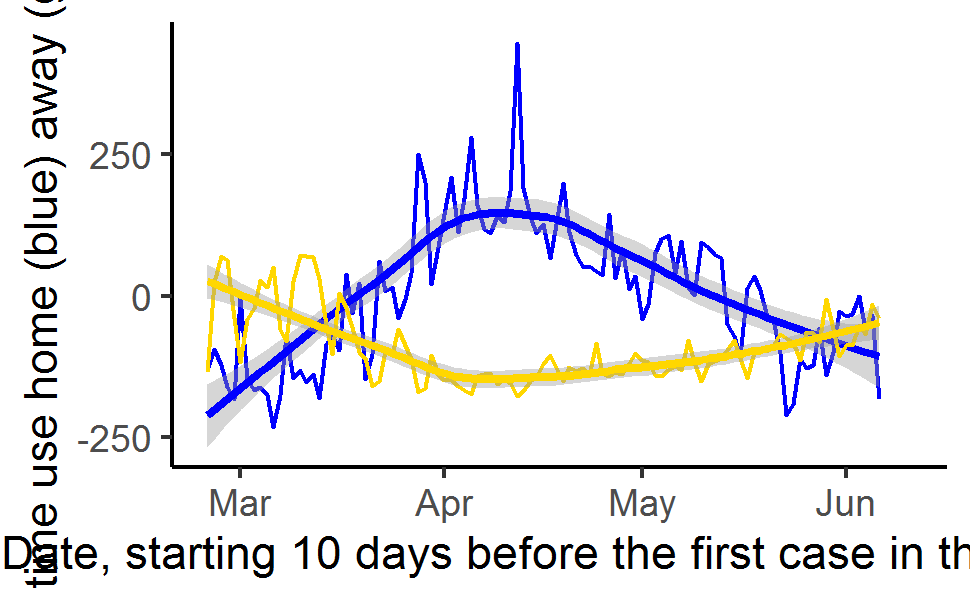 time use home (blue) away (
250
0
-250
Mar Apr May Jun
Date, starting 10 days before the first case in th